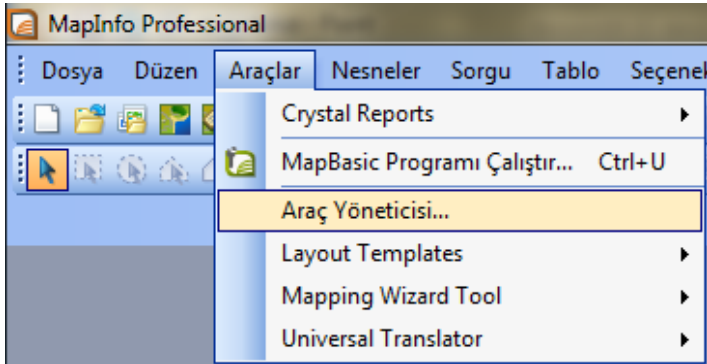 MapInfo Professional
Dosya Düzen Araçlar Nesneler Sorgu Tablo
Crystal Reports
MapBasic Programı Çalıştır... Ctrl+U
Araç Yöneticisi...
Layout Templates
Mapping Wizard Tool
Universal Translator